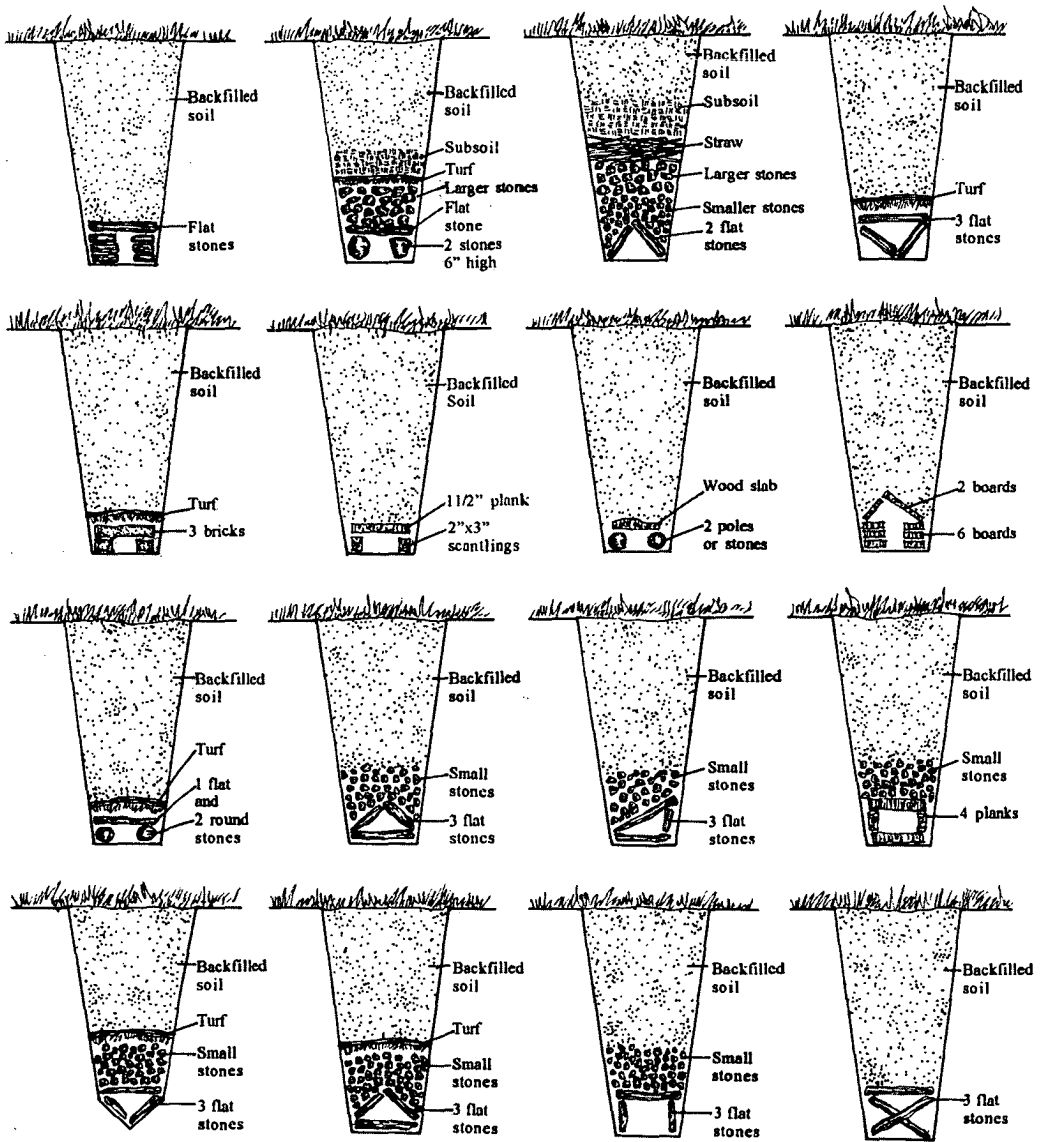 Backfilled
soil
Flat
stones
Backfilled
soil
Subsoil
Turf
Larger stones
Flat
stone
2 stones
6" high
Backfilled
soil
Subsoil
Straw
Larger stones
Smaller stones
2 flat
stones
Backfilled
soil
Turf
3 flat
stones
Backfilled
soil
Turf
3 bricks
Backfilled
Soil
11/2" plank
2"x3"
scantlings
Backfilled
soil
Wood slab
2 poles
or stones
Backfilled
soil
2 boards
6 boards
Backfilled
soil
Turf
1 flat
and
2 round
stones
Backfilled
soil
Small
stones
3 flat
stones
Backfilled
soil
Small
stones
3 flat
stones
Backfilled
soil
Small
stones
4 planks
Backfilled
soil
Turf
Small
stones
3 flat
stones
Backfilled
soil
Turf
Small
stones
3 flat
stones
Backfilled
soil
Small
stones
3 flat
stones
Backfilled
soil
3 flat
stones